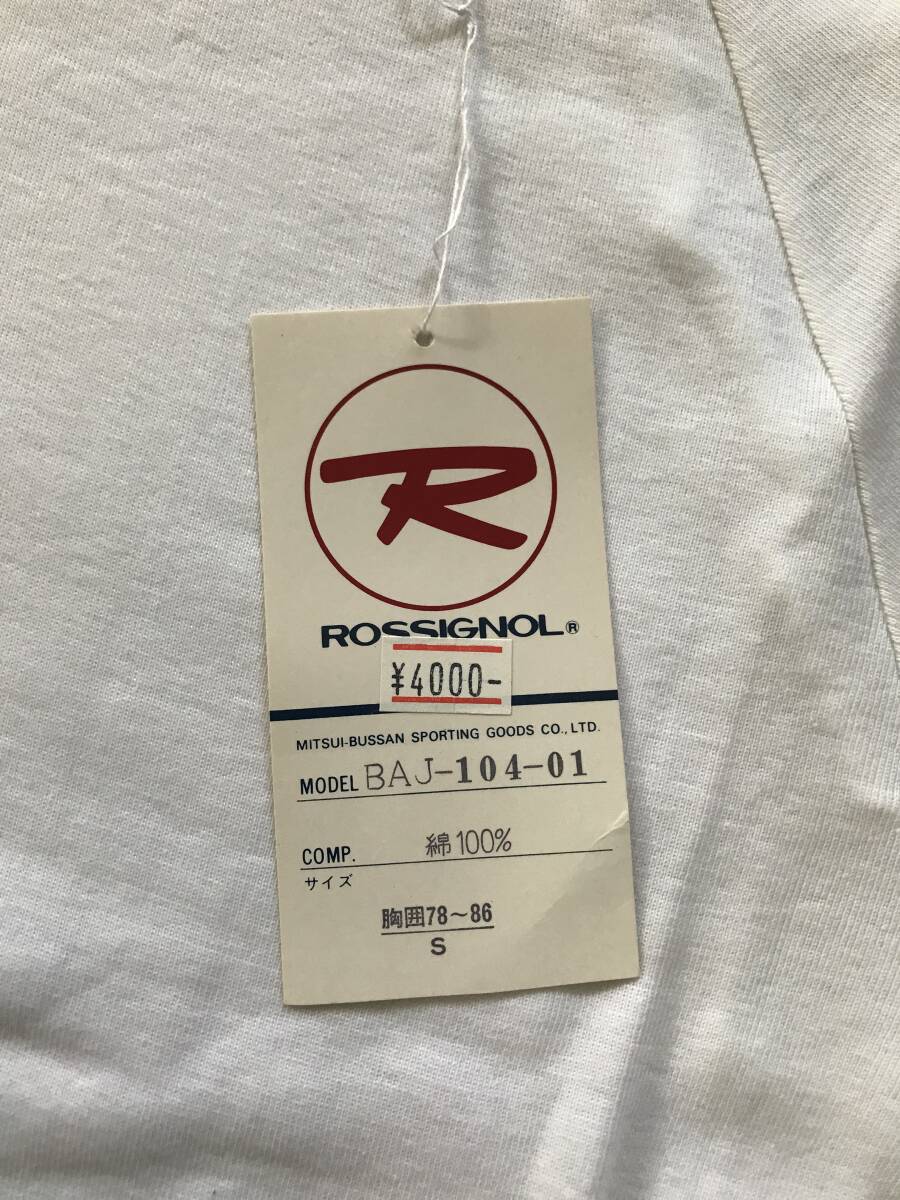 R
ROSSIGNOL®
¥4000-
MITSUI-BUSSAN SPORTING GOODS CO., LTD.
MODEL BAJ-104-01
COMP. 綿100%
サイズ
胸囲78～86
S